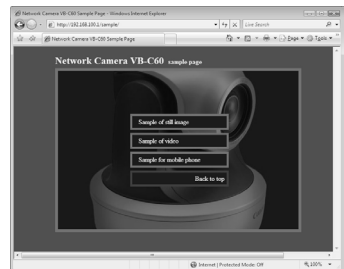 Network Camera VB-C60 Sample Page - Windows Internet Explorer
http://192.168.100.1/sample/
Live Search
Network Camera VB-C60 Sample Page
Page
Tools
Network Camera VB-C60 sample page
Sample of still image
Sample of video
Sample for mobile phone
Back to top
Internet | Protected Mode: Off
100%